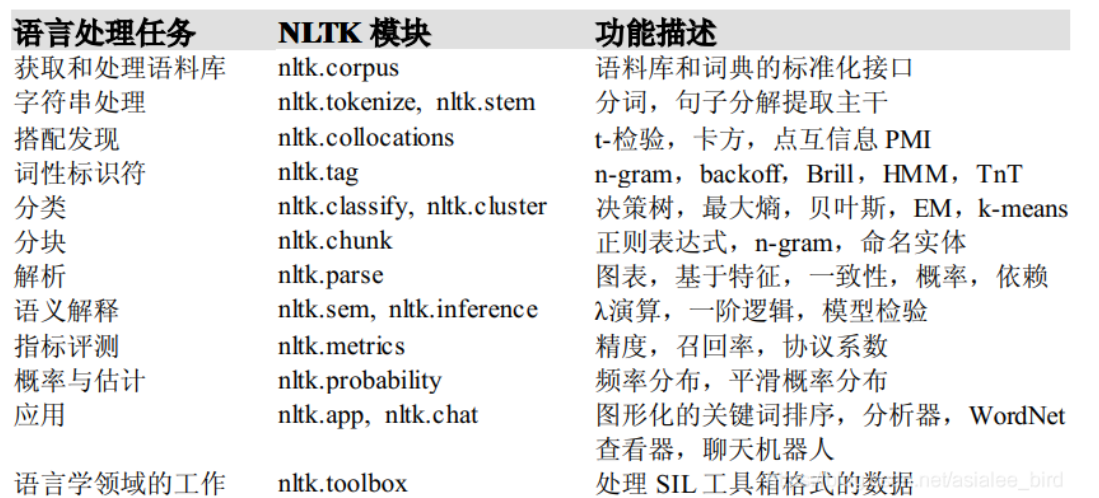 语言处理任务 NLTK 模块 功能描述
获取和处理语料库 nltk.corpus 语料库和词典的标准化接口
字符串处理 nltk.tokenize, nltk.stem 分词，句子分解提取主干
搭配发现 nltk.collocations t-检验，卡方，点互信息 PMI
词性标识符 nltk.tag n-gram，backoff，Brill，HMM，TnT
分类 nltk.classify, nltk.cluster 决策树，最大熵，贝叶斯，EM，k-means
分块 nltk.chunk 正则表达式，n-gram，命名实体
解析 nltk.parse 图表，基于特征，一致性，概率，依赖
语义解释 nltk.sem, nltk.inference λ演算，一阶逻辑，模型检验
指标评测 nltk.metrics 精度，召回率，协议系数
概率与估计 nltk.probability 频率分布，平滑概率分布
应用 nltk.app, nltk.chat 图形化的关键词排序，分析器，WordNet
查看器，聊天机器人
语言学领域的工作 nltk.toolbox 处理 SIL 工具箱格式的数据